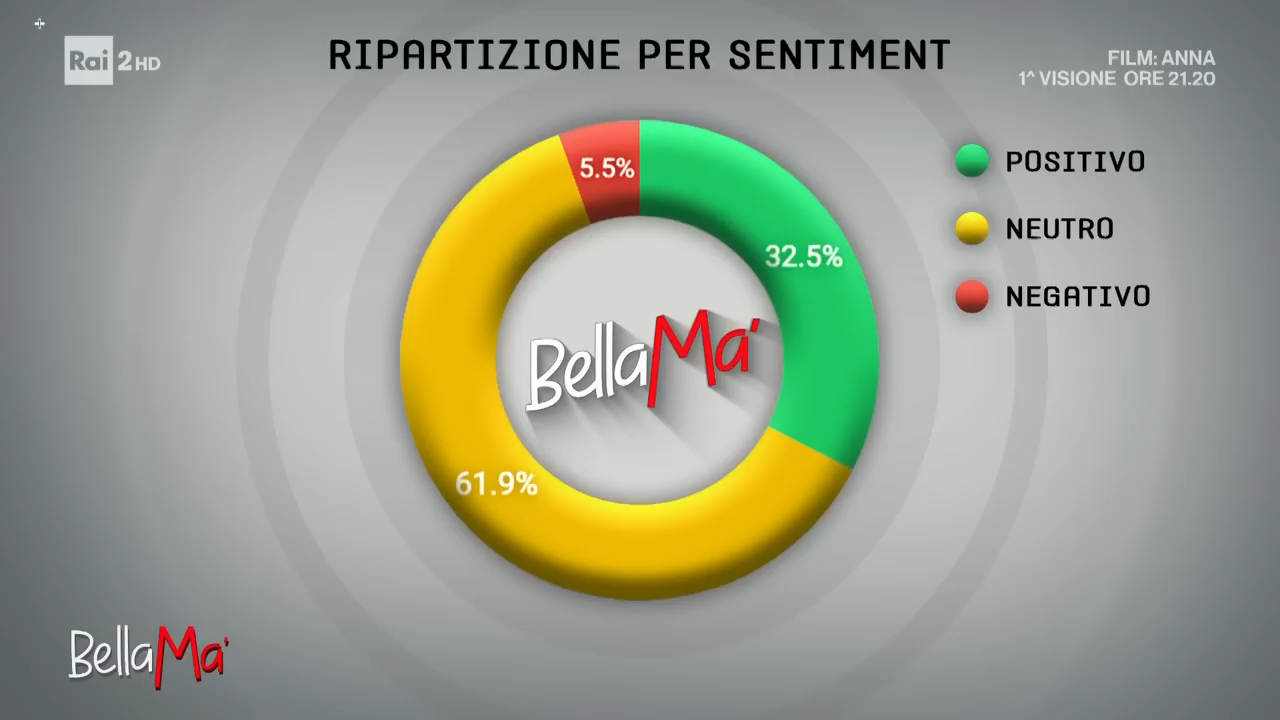 Rai 2HD
RIPARTIZIONE PER SENTIMENT
FILM: ANNA
1^ VISIONE ORE 21.20
POSITIVO
NEUTRO
NEGATIVO
5.5%
32.5%
61.9%
BellaMa'
BellaMa'